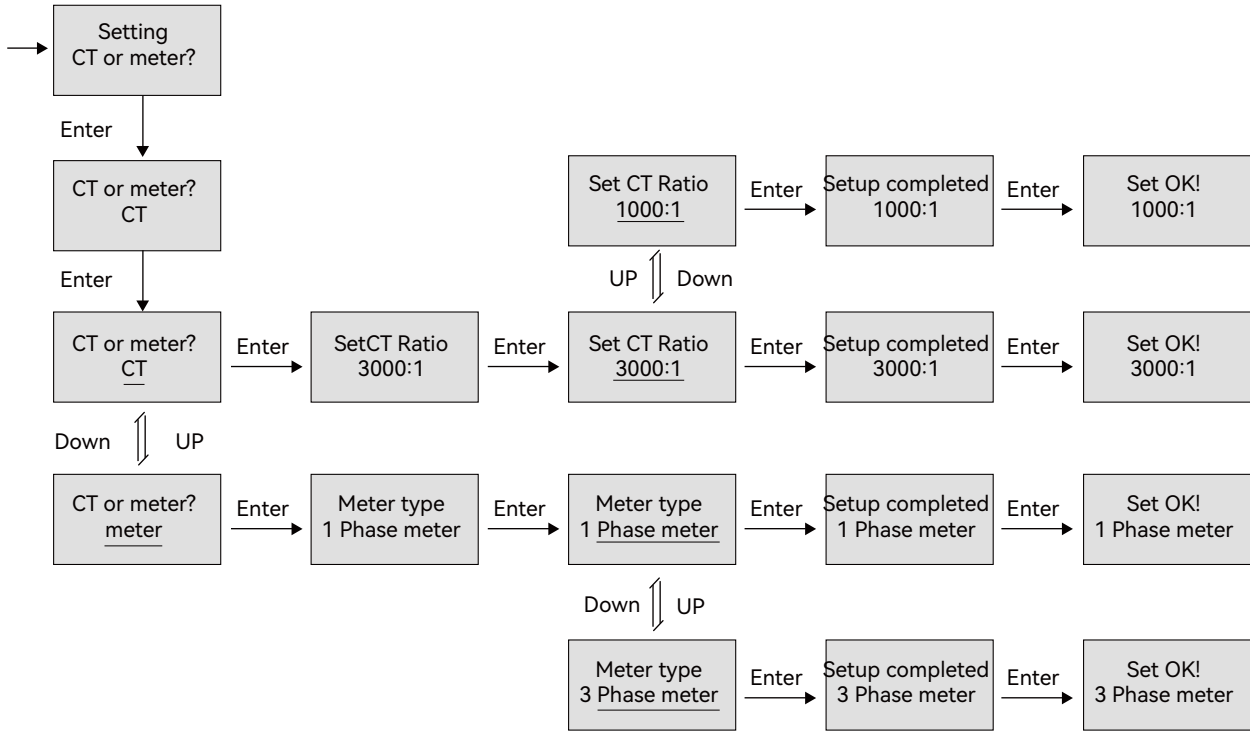 Setting
CT or meter?
Enter
CT or meter?
CT
Enter
Set CT Ratio
1000:1
Enter
Setup completed
1000:1
Enter
Set OK!
1000:1
UP
Down
CT or meter?
CT
Enter
SetCT Ratio
3000:1
Enter
Set CT Ratio
3000:1
Enter
Setup completed
3000:1
Enter
Set OK!
3000:1
Down
UP
CT or meter?
meter
Enter
Meter type
1 Phase meter
Enter
Meter type
1 Phase meter
Enter
Setup completed
1 Phase meter
Enter
Set OK!
1 Phase meter
Down
UP
Meter type
3 Phase meter
Enter
Setup completed
3 Phase meter
Enter
Set OK!
3 Phase meter